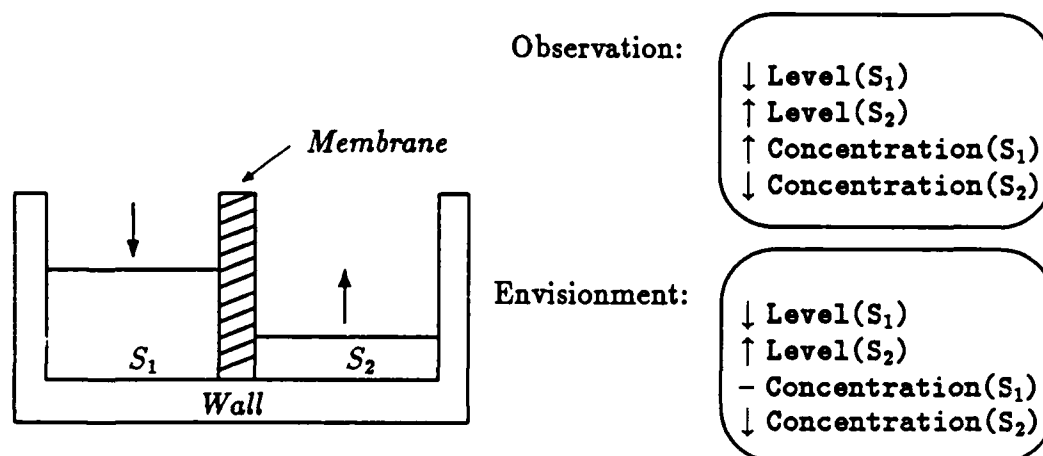 Observation:
↓ Level(S₁)
↑ Level(S₂)
↑ Concentration(S₁)
↓ Concentration(S₂)
Membrane
S₁
S₂
Wall
Envisionment:
↓ Level(S₁)
↑ Level(S₂)
– Concentration(S₁)
↓ Concentration(S₂)